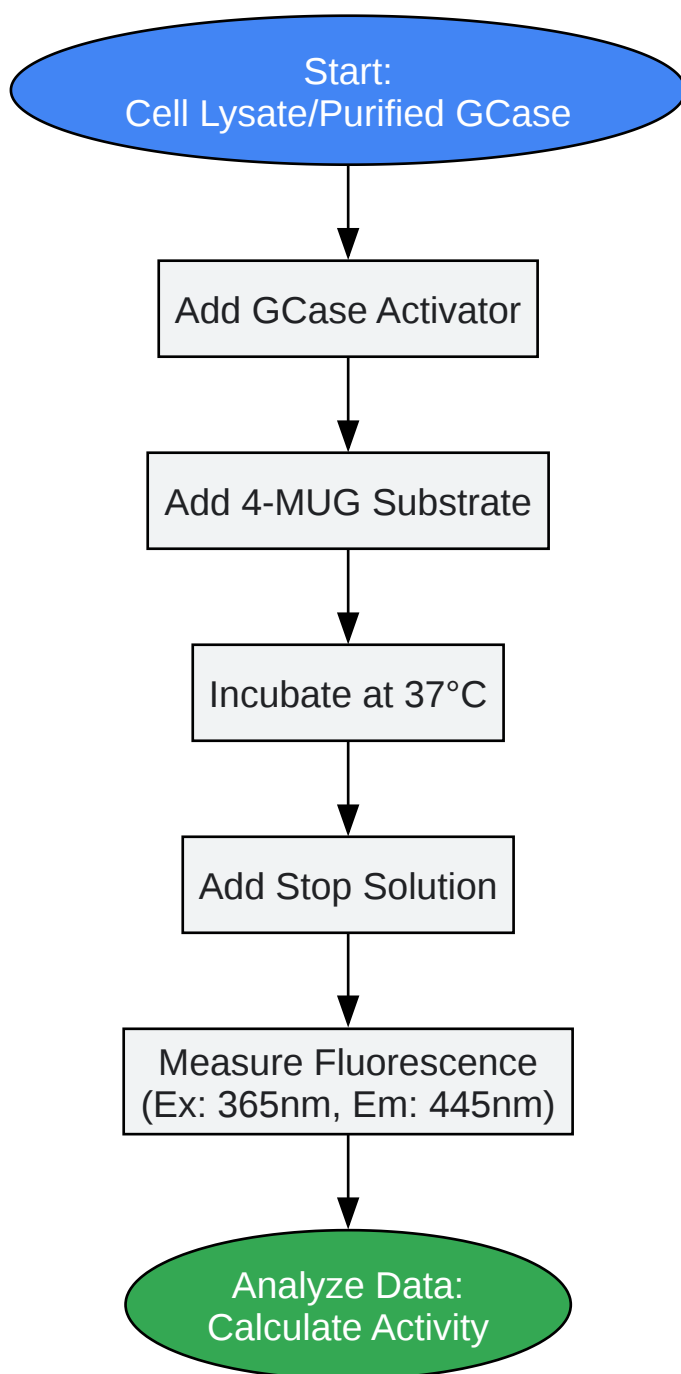 Start:
Cell Lysate/Purified GCase
Add GCase Activator
Add 4-MUG Substrate
Incubate at 37°C
Add Stop Solution
Measure Fluorescence
(Ex: 365nm, Em: 445nm)
Analyze Data:
Calculate Activity